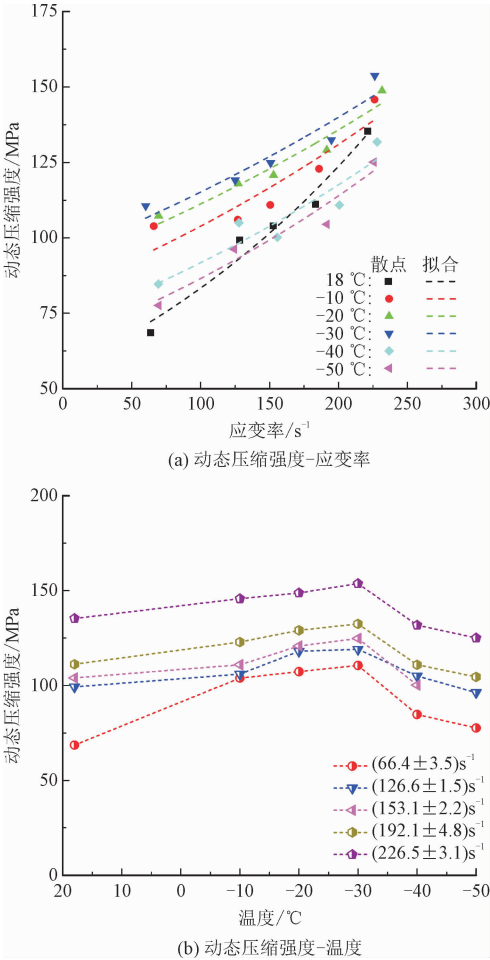 175
150
125
100
75
50
动态压缩强度/MPa
散点 拟合
18 ℃:
-10 ℃:
-20 ℃:
-30 ℃:
-40 ℃:
-50 ℃:
0 50 100 150 200 250 300
应变率/s⁻¹
(a) 动态压缩强度-应变率
200
150
100
50
0
动态压缩强度/MPa
(66.4±3.5)s⁻¹
(126.6±1.5)s⁻¹
(153.1±2.2)s⁻¹
(192.1±4.8)s⁻¹
(226.5±3.1)s⁻¹
20 10 0 -10 -20 -30 -40 -50
温度/℃
(b) 动态压缩强度-温度